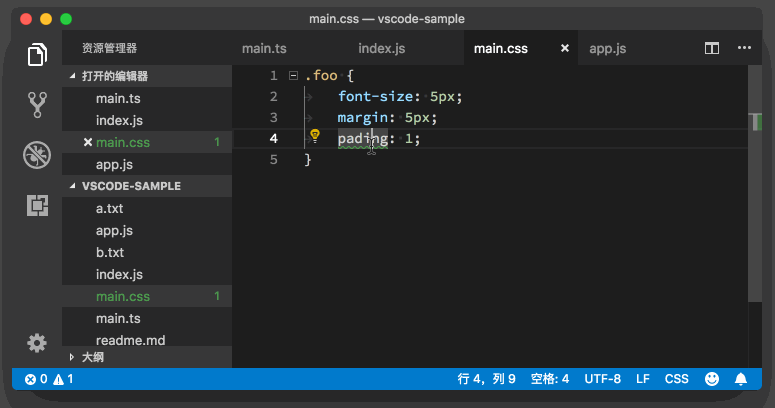 main.css — vscode-sample
资源管理器
main.ts index.js main.css × app.js
打开的编辑器
main.ts
index.js
× main.css 1
app.js
VSCODE-SAMPLE
a.txt
app.js
b.txt
index.js
main.css 1
main.ts
readme.md
大纲
1 .foo {
2 font-size: 5px;
3 margin: 5px;
4 pading: 1;
5 }
0 1 行 4，列 9 空格: 4 UTF-8 LF CSS